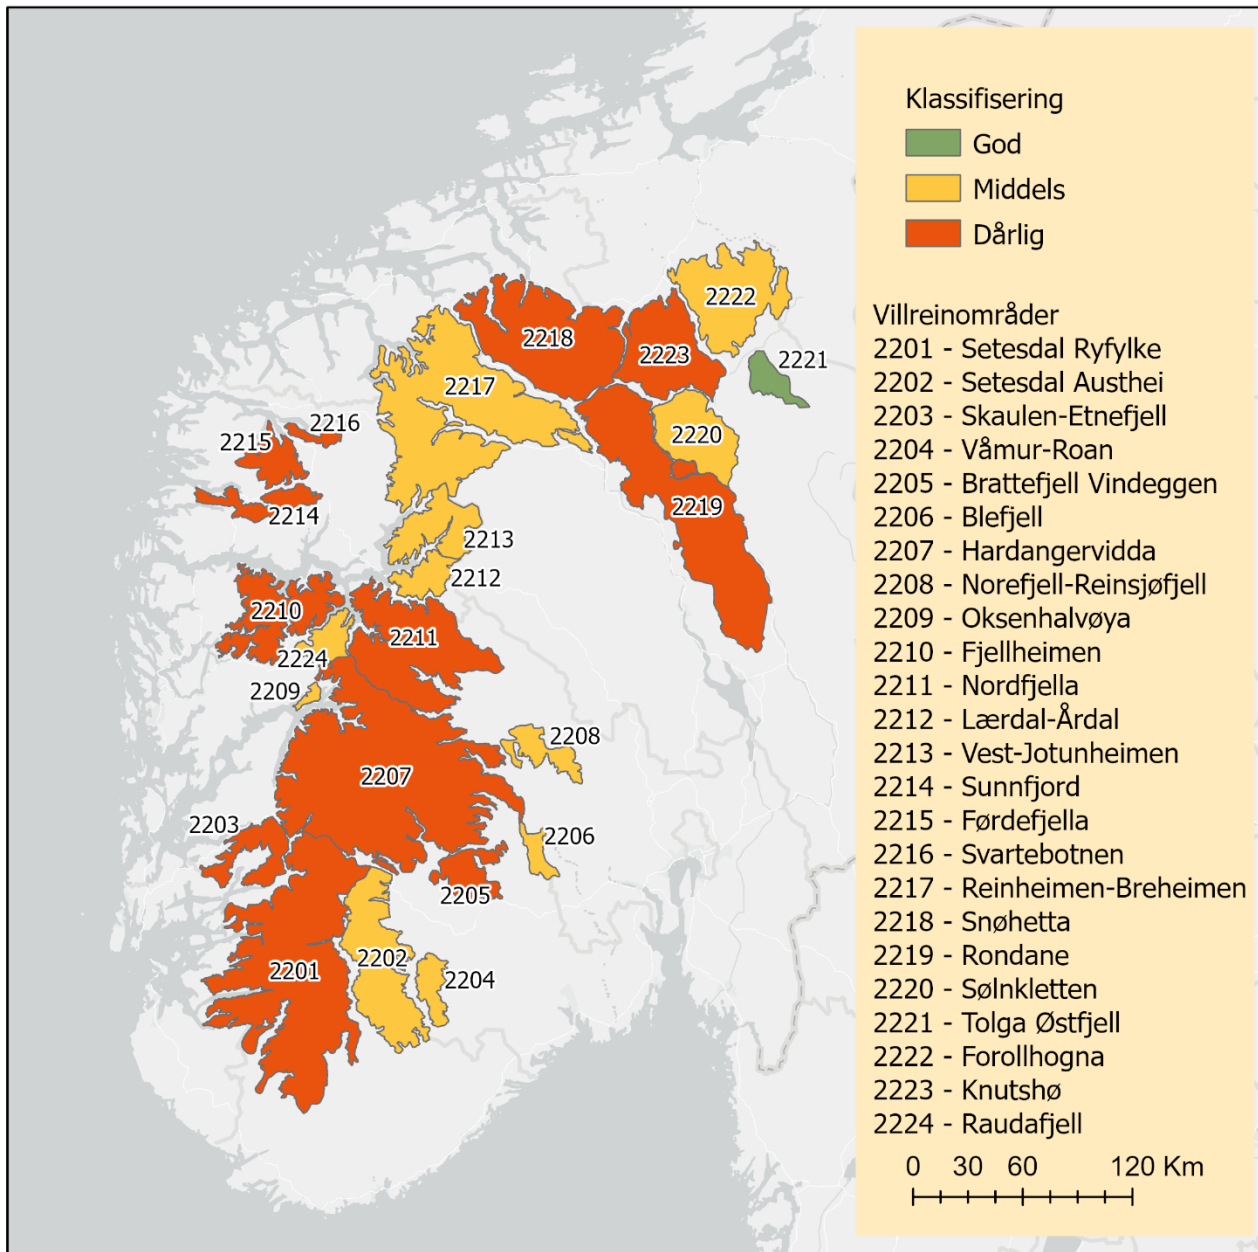 Klassifisering
God
Middels
Dårlig
Villreinområder
2201 - Setesdal Ryfylke
2202 - Setesdal Austhei
2203 - Skaulen-Etnefjell
2204 - Våmur-Roan
2205 - Brattefjell Vindeggen
2206 - Blefjell
2207 - Hardangervidda
2208 - Norefjell-Reinsjøfjell
2209 - Oksenhalvøya
2210 - Fjellheimen
2211 - Nordfjella
2212 - Lærdal-Årdal
2213 - Vest-Jotunheimen
2214 - Sunnfjord
2215 - Førdefjella
2216 - Svartebotnen
2217 - Reinheimen-Breheimen
2218 - Snøhetta
2219 - Rondane
2220 - Sølnkletten
2221 - Tolga Østfjell
2222 - Forollhogna
2223 - Knutshø
2224 - Raudafjell
0 30 60 120 Km
2222
2218
2223
2221
2217
2216
2215
2220
2219
2214
2213
2212
2210
2211
2224
2209
2208
2207
2203
2206
2205
2202
2201
2204